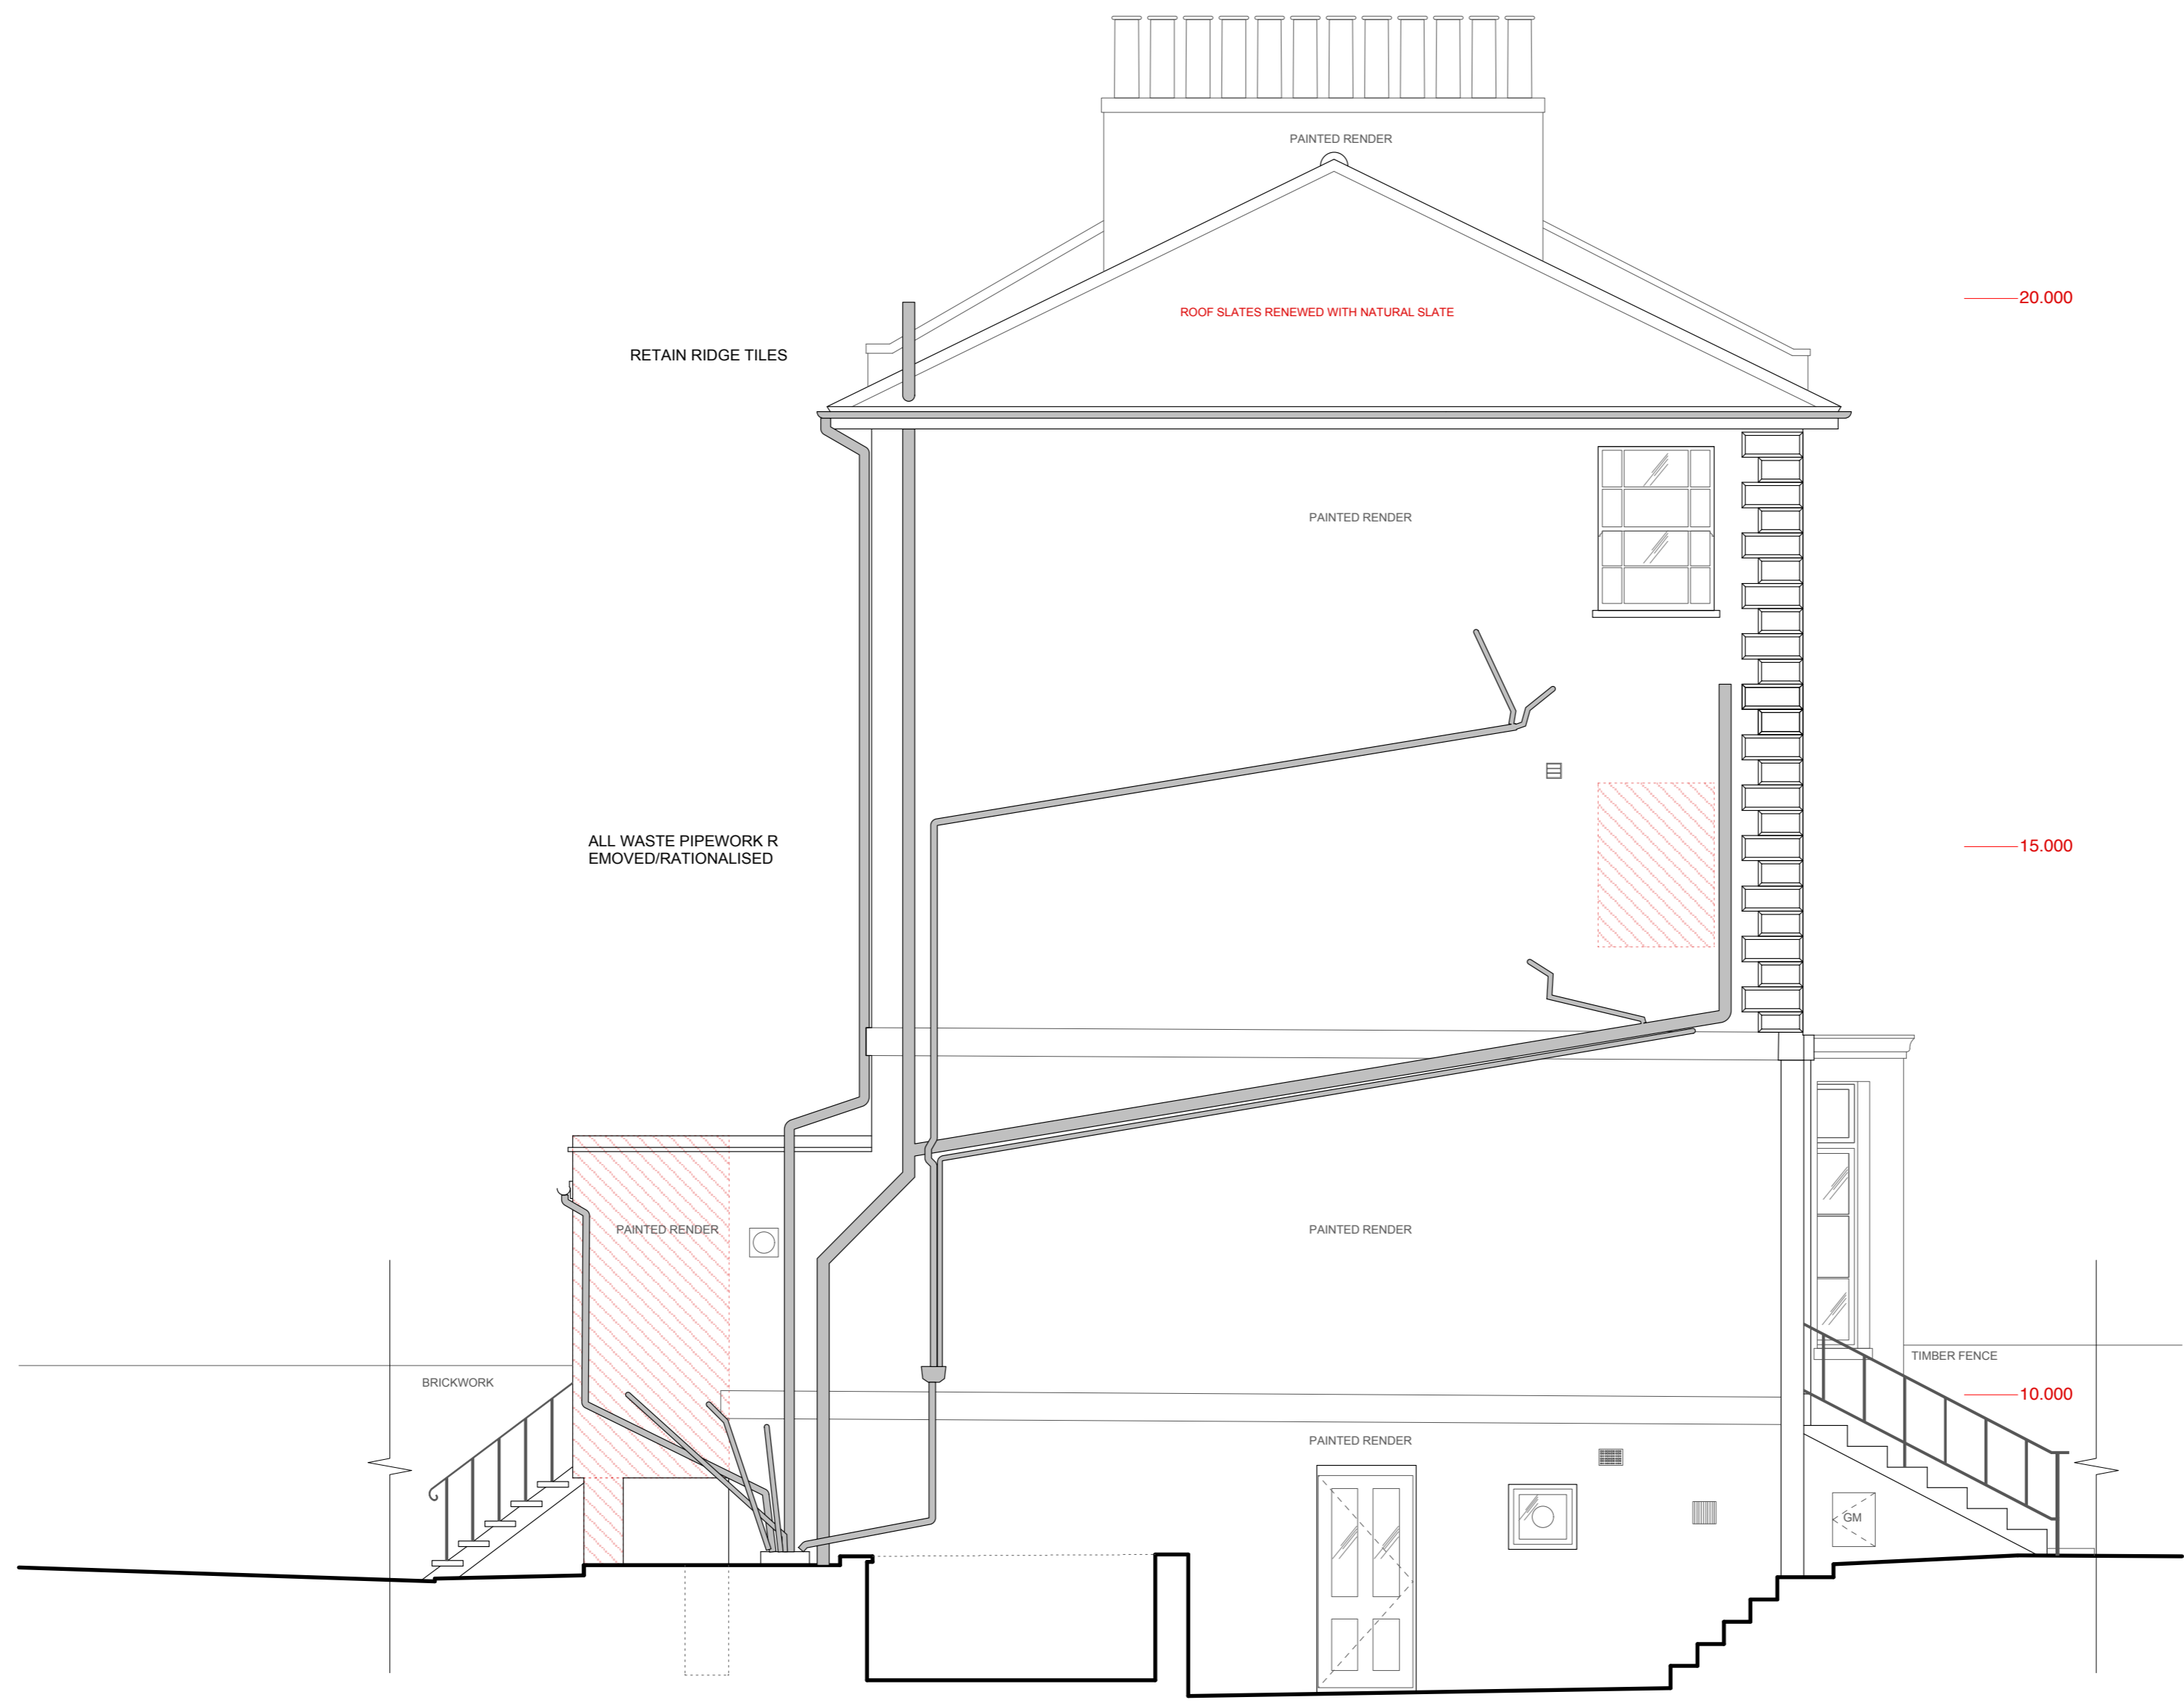 PAINTED RENDER
20.000
ROOF SLATES RENEWED WITH NATURAL SLATE
RETAIN RIDGE TILES
PAINTED RENDER
ALL WASTE PIPEWORK R
EMOVED/RATIONALISED
15.000
PAINTED RENDER
PAINTED RENDER
TIMBER FENCE
BRICKWORK
10.000
PAINTED RENDER
GM